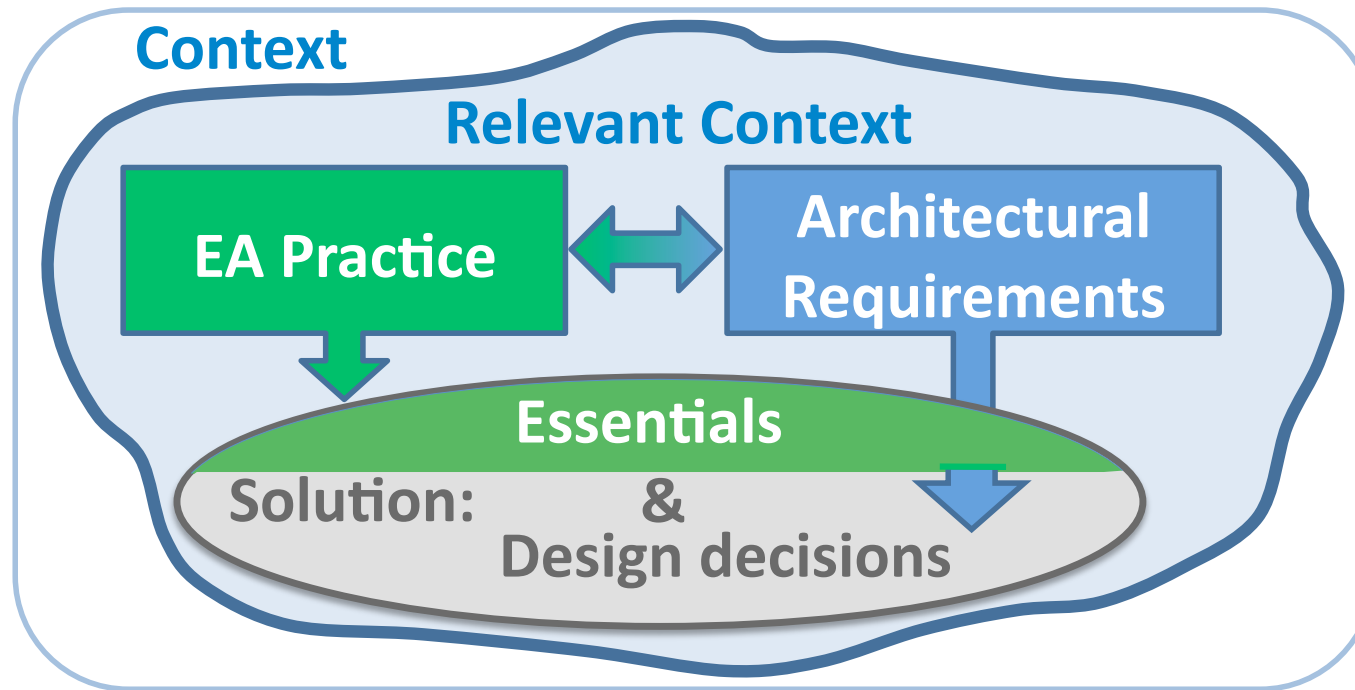 Context
Relevant Context
EA Practice
Architectural
Requirements
Essentials
Solution: &
Design decisions